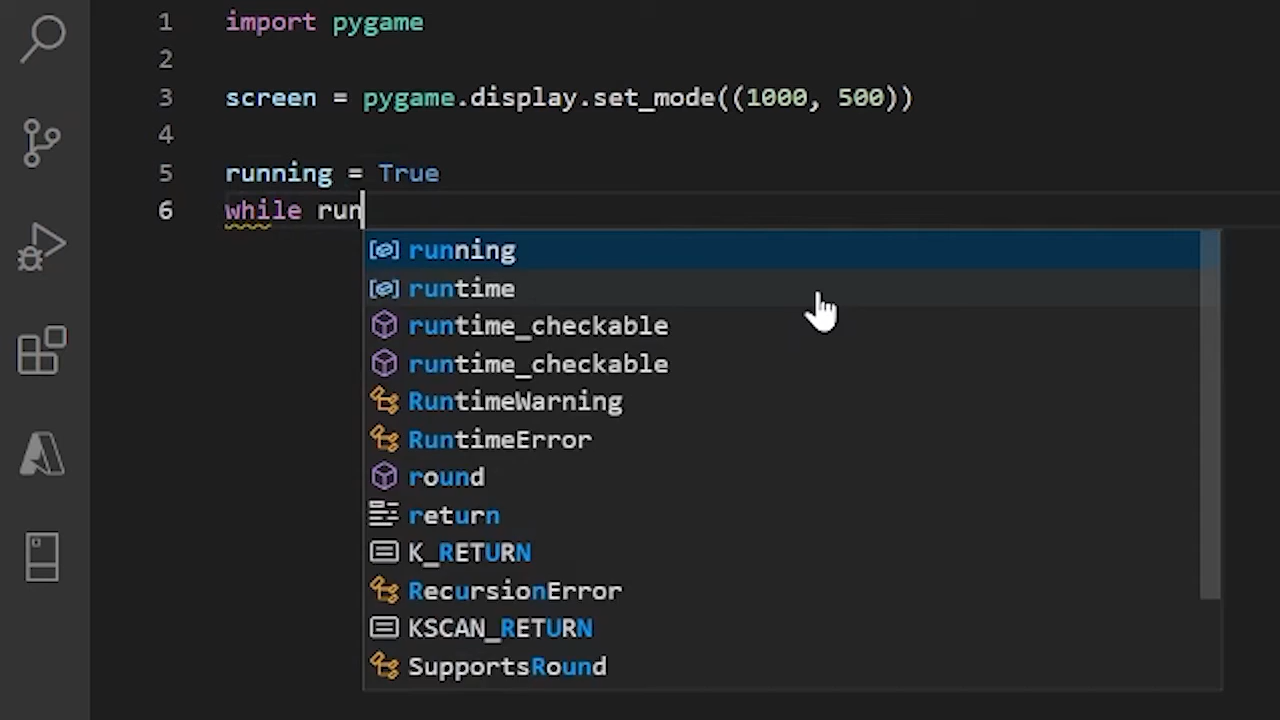 1 import pygame
2
3 screen = pygame.display.set_mode((1000, 500))
4
5 running = True
6 while run
running
runtime
runtime_checkable
runtime_checkable
RuntimeWarning
RuntimeError
round
return
K_RETURN
RecursionError
KSCAN_RETURN
SupportsRound